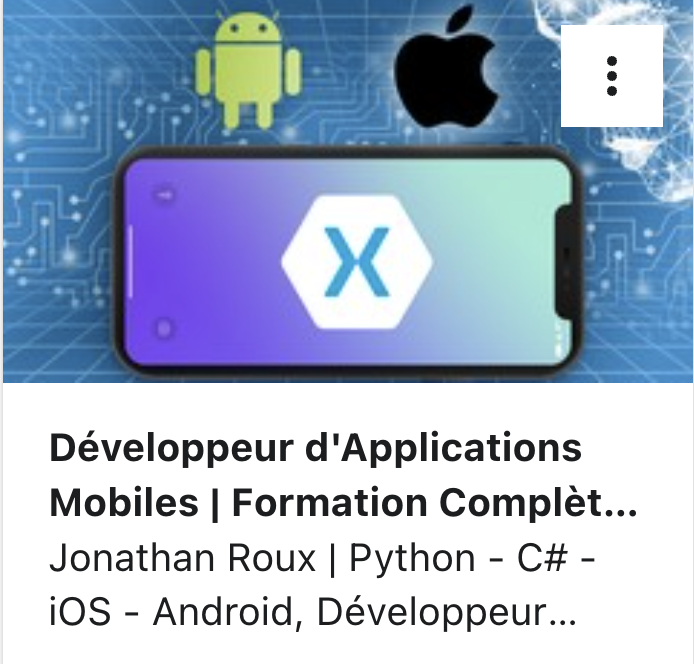 Développeur d'Applications
Mobiles | Formation Complèt...
Jonathan Roux | Python - C# -
iOS - Android, Développeur...